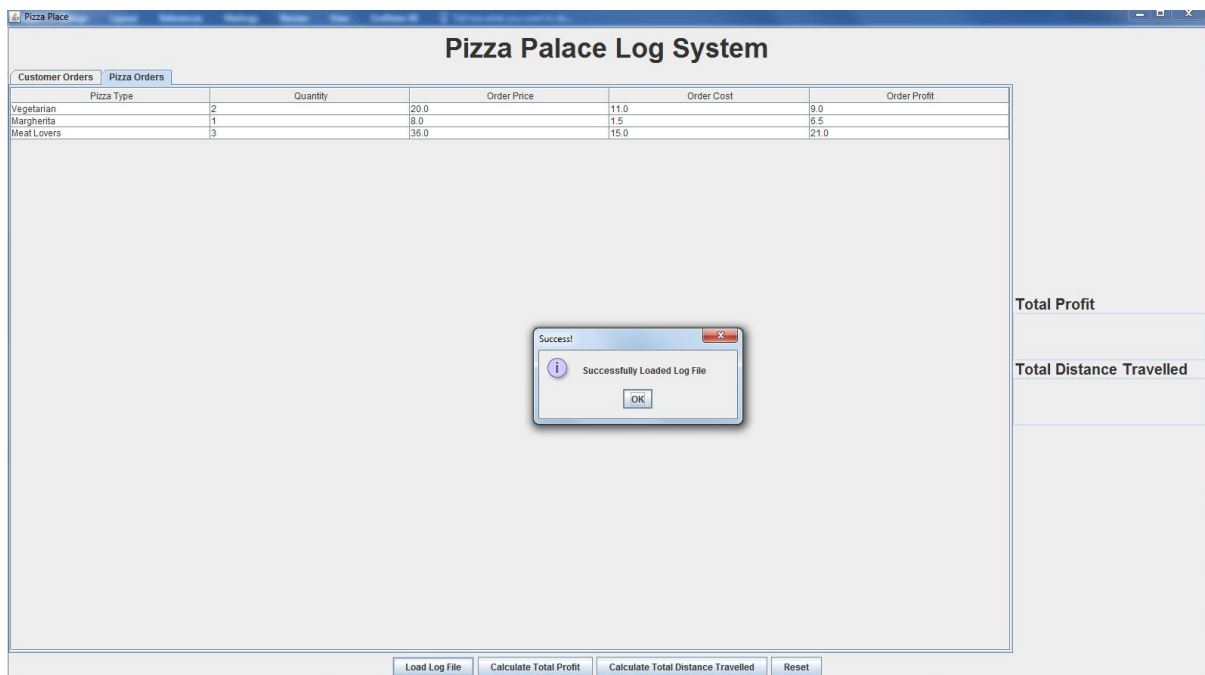 Pizza Place
Pizza Palace Log System
Customer Orders Pizza Orders
Pizza Type Quantity Order Price Order Cost Order Profit
Vegetarian 2 20.0 11.0 9.0
Margherita 1 8.0 1.5 6.5
Meat Lovers 3 36.0 15.0 21.0
Total Profit
Success!
Successfully Loaded Log File
OK
Total Distance Travelled
Load Log File Calculate Total Profit Calculate Total Distance Travelled Reset